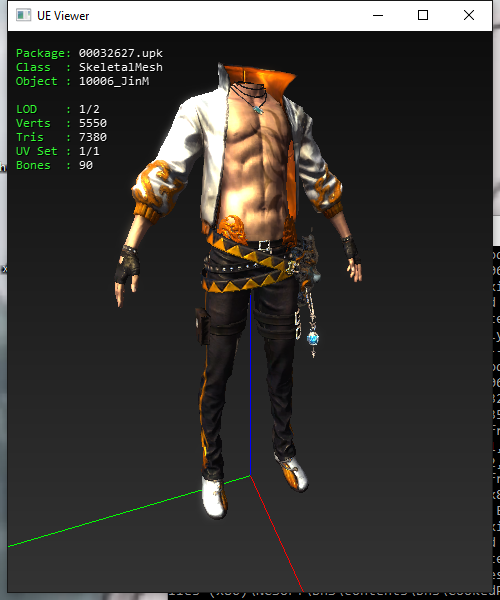 UE Viewer
Package: 00032627.upk
Class : SkeletalMesh
Object : 10006_JinM
LOD : 1/2
Verts : 5550
Tris : 7380
UV Set : 1/1
Bones : 90